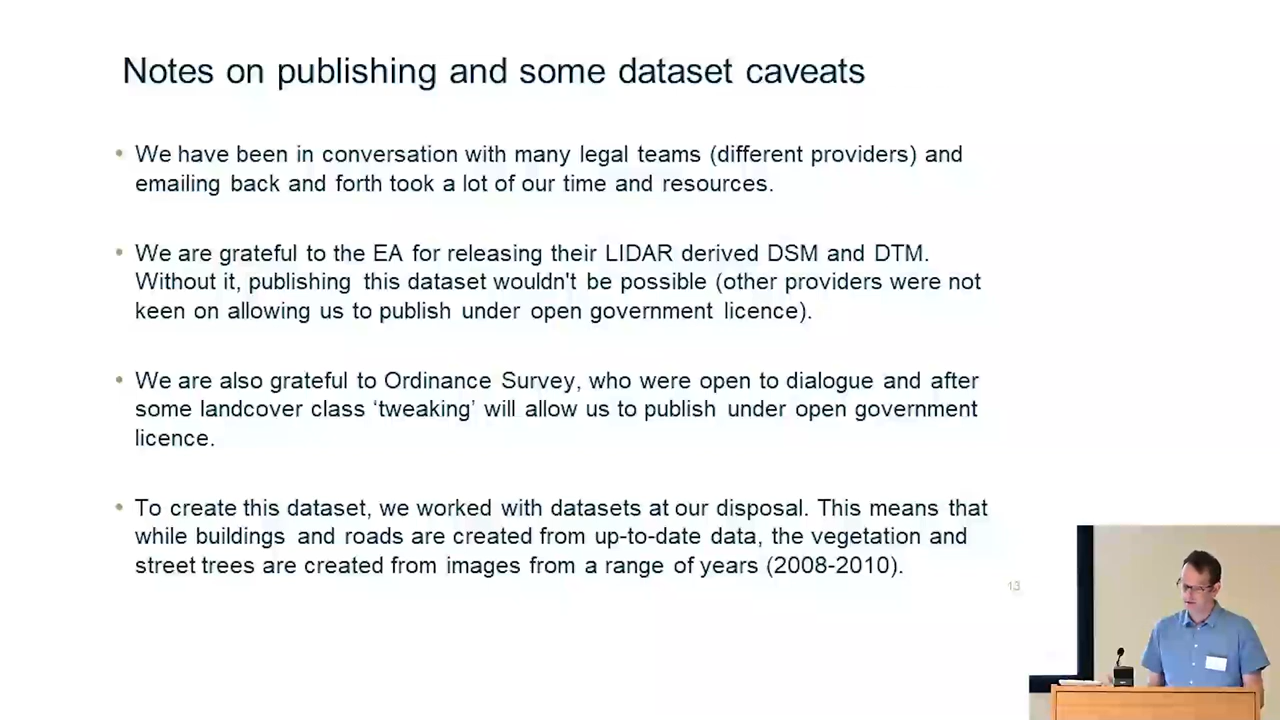 Notes on publishing and some dataset caveats
• We have been in conversation with many legal teams (different providers) and
emailing back and forth took a lot of our time and resources.
• We are grateful to the EA for releasing their LIDAR derived DSM and DTM.
Without it, publishing this dataset wouldn't be possible (other providers were not
keen on allowing us to publish under open government licence).
• We are also grateful to Ordinance Survey, who were open to dialogue and after
some landcover class ‘tweaking’ will allow us to publish under open government
licence.
• To create this dataset, we worked with datasets at our disposal. This means that
while buildings and roads are created from up-to-date data, the vegetation and
street trees are created from images from a range of years (2008-2010).
13